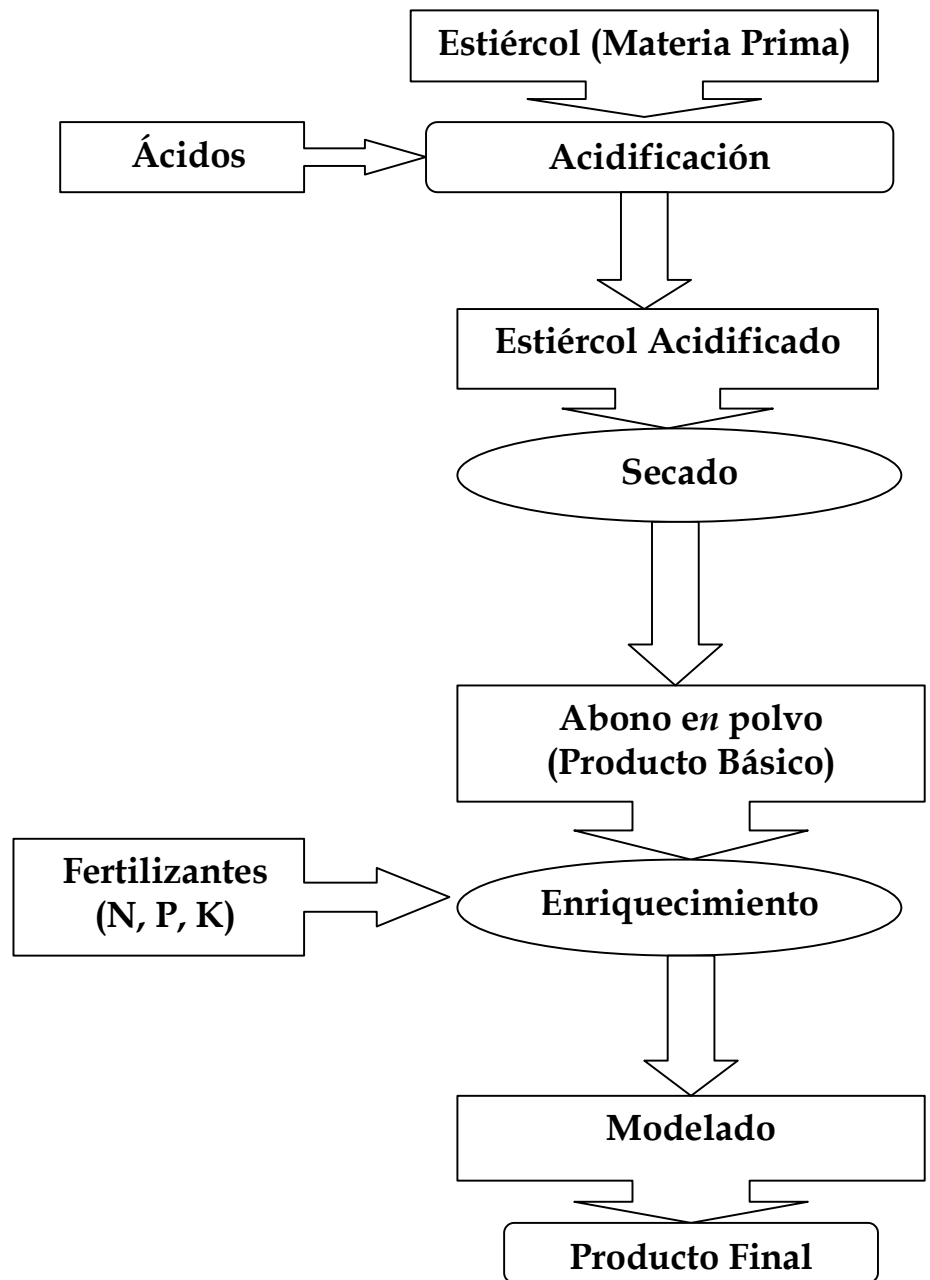 Estiércol (Materia Prima)
Ácidos
Acidificación
Estiércol Acidificado
Secado
Abono en polvo
(Producto Básico)
Fertilizantes
(N, P, K)
Enriquecimiento
Modelado
Producto Final